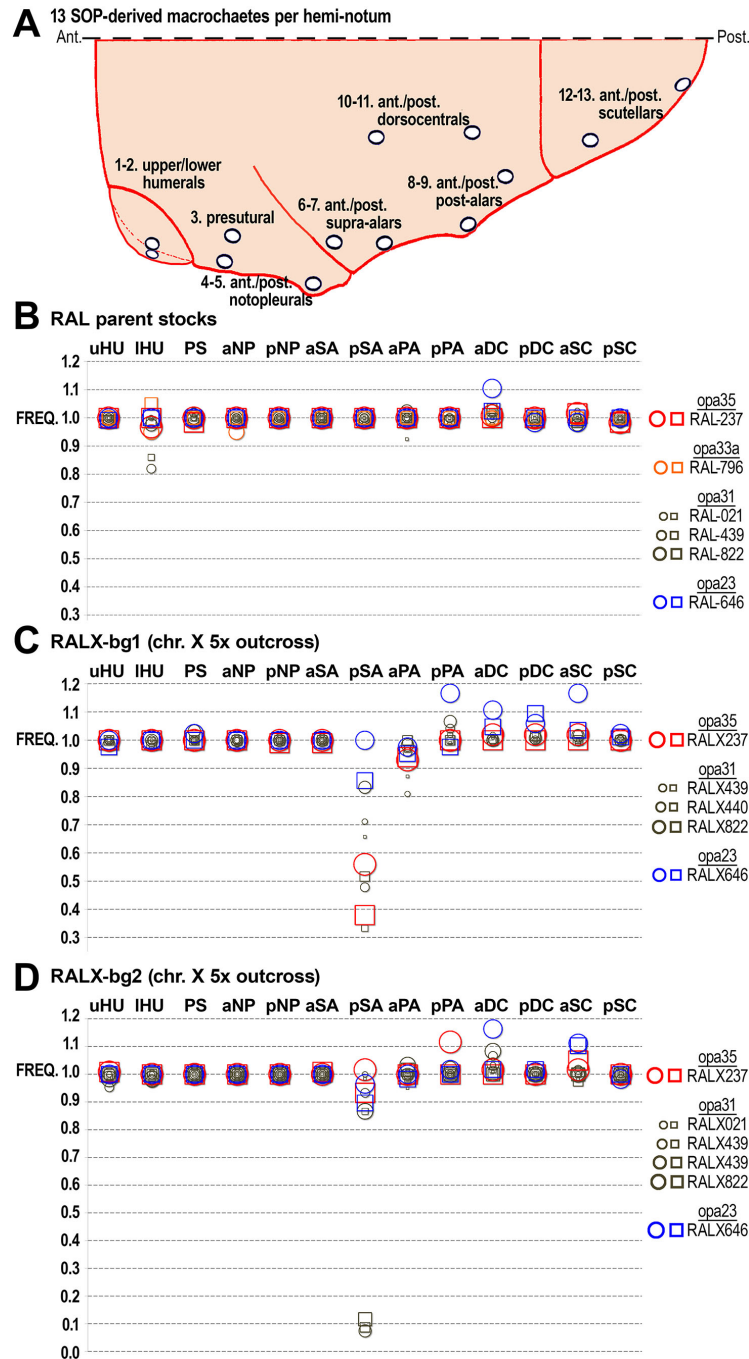 A 13 SOP-derived macrochaetes per hemi-notum
Ant.
Post.
10-11. ant./post.
dorsocentrals
12-13. ant./post.
scutellars
1-2. upper/lower
humerals
8-9. ant./post.
post-alars
6-7. ant./post.
supra-alars
3. presutural
4-5. ant./post.
notopleurals
B RAL parent stocks
uHU lHU PS aNP pNP aSA pSA aPA pPA aDC pDC aSC pSC
1.2
1.1
FREQ. 1.0
0.9
0.8
0.7
0.6
0.5
0.4
0.3
opa35
RAL-237
opa33a
RAL-796
opa31
RAL-021
RAL-439
RAL-822
opa23
RAL-646
C RALX-bg1 (chr. X 5x outcross)
uHU lHU PS aNP pNP aSA pSA aPA pPA aDC pDC aSC pSC
1.2
1.1
FREQ. 1.0
0.9
0.8
0.7
0.6
0.5
0.4
0.3
opa35
RALX237
opa31
RALX439
RALX440
RALX822
opa23
RALX646
D RALX-bg2 (chr. X 5x outcross)
uHU lHU PS aNP pNP aSA pSA aPA pPA aDC pDC aSC pSC
1.2
1.1
FREQ. 1.0
0.9
0.8
0.7
0.6
0.5
0.4
0.3
0.2
0.1
0.0
opa35
RALX237
opa31
RALX021
RALX439
RALX439
RALX822
opa23
RALX646